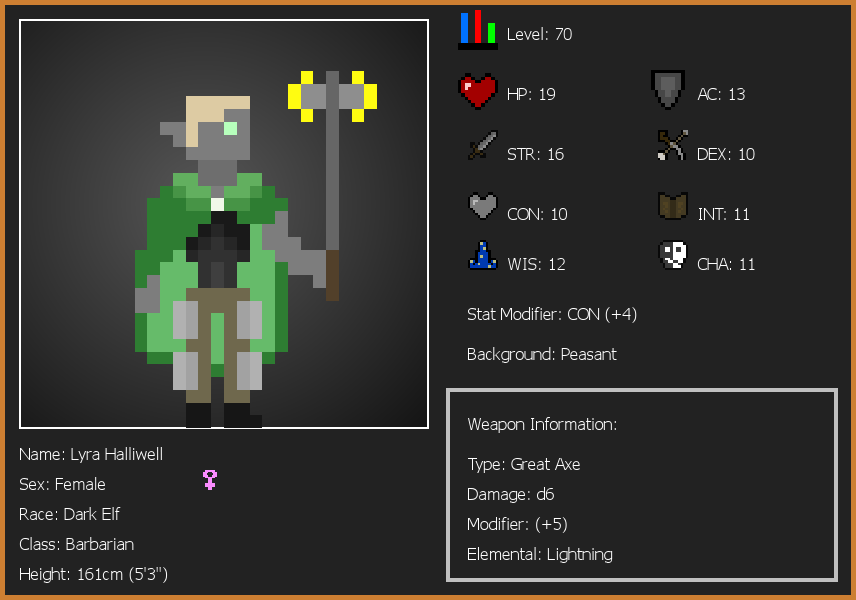 Level: 70
HP: 19
AC: 13
STR: 16
DEX: 10
CON: 10
INT: 11
WIS: 12
CHA: 11
Stat Modifier: CON (+4)
Background: Peasant
Weapon Information:
Type: Great Axe
Damage: d6
Modifier: (+5)
Elemental: Lightning
Name: Lyra Halliwell
Sex: Female
Race: Dark Elf
Class: Barbarian
Height: 161cm (5'3")